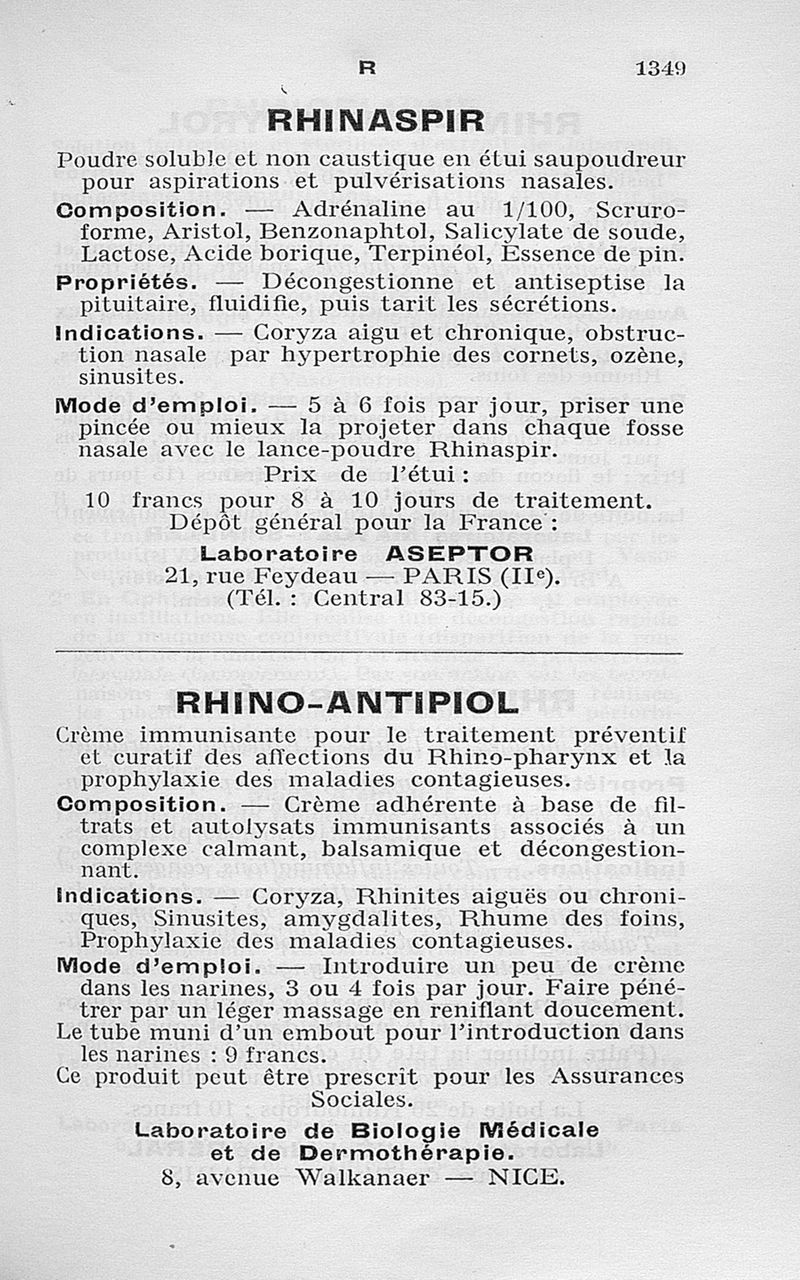 R 1349
RHINASPIR
Poudre soluble et non caustique en étui saupoudreur
pour aspirations et pulvérisations nasales.
Composition. — Adrénaline au 1/100, Scruro-
forme, Aristol, Benzonaphtol, Salicylate de soude,
Lactose, Acide borique, Terpinéol, Essence de pin.
Propriétés. — Décongestionne et antiseptise la
pituitaire, fluidifie, puis tarit les sécrétions.
Indications. — Coryza aigu et chronique, obstruc-
tion nasale par hypertrophie des cornets, ozène,
sinusites.
Mode d'emploi. — 5 à 6 fois par jour, priser une
pincée ou mieux la projeter dans chaque fosse
nasale avec le lance-poudre Rhinaspir.
Prix de l'étui :
10 francs pour 8 à 10 jours de traitement.
Dépôt général pour la France :
Laboratoire ASEPTOR
21, rue Feydeau — PARIS (IIe).
(Tél. : Central 83-15.)
RHINO-ANTIPIOL
Crème immunisante pour le traitement préventif
et curatif des affections du Rhino-pharynx et la
prophylaxie des maladies contagieuses.
Composition. — Crème adhérente à base de fil-
trats et autolysats immunisants associés à un
complexe calmant, balsamique et décongestion-
nant.
Indications. — Coryza, Rhinites aiguës ou chroni-
ques, Sinusites, amygdalites, Rhume des foins,
Prophylaxie des maladies contagieuses.
Mode d'emploi. — Introduire un peu de crème
dans les narines, 3 ou 4 fois par jour. Faire péné-
trer par un léger massage en reniflant doucement.
Le tube muni d'un embout pour l'introduction dans
les narines : 9 francs.
Ce produit peut être prescrit pour les Assurances
Sociales.
Laboratoire de Biologie Médicale
et de Dermothérapie.
8, avenue Walkanaer — NICE.